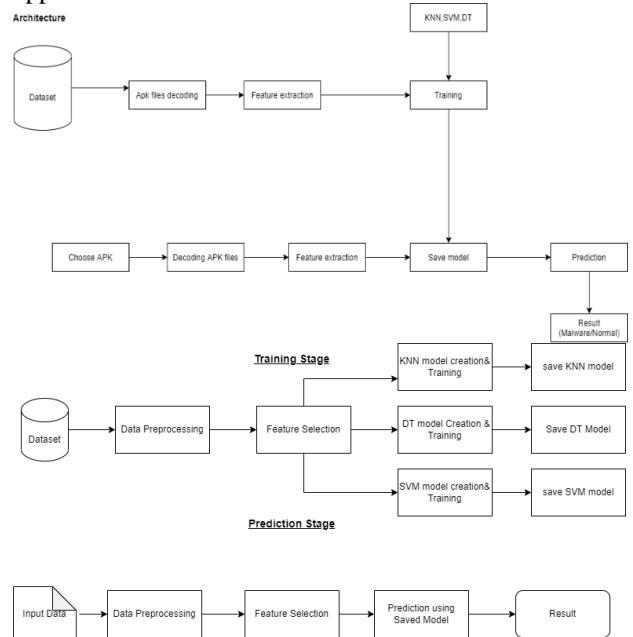 Architecture
KNN,SVM,DT
Dataset
Apk files decoding
Feature extraction
Training
Choose APK
Decoding APK files
Feature extraction
Save model
Prediction
Result
(Malware/Normal)
Training Stage
KNN model creation&
Training
save KNN model
Dataset
Data Preprocessing
Feature Selection
DT model Creation &
Training
Save DT Model
SVM model creation&
Training
save SVM model
Prediction Stage
Input Data
Data Preprocessing
Feature Selection
Prediction using
Saved Model
Result